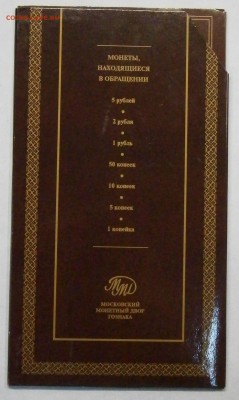 МОНЕТЫ,
НАХОДЯЩИЕСЯ
В ОБРАЩЕНИИ
5 рублей
2 рубля
1 рубль
50 копеек
10 копеек
5 копеек
1 копейка
ММД
МОСКОВСКИЙ
МОНЕТНЫЙ ДВОР
ГОЗНАКА